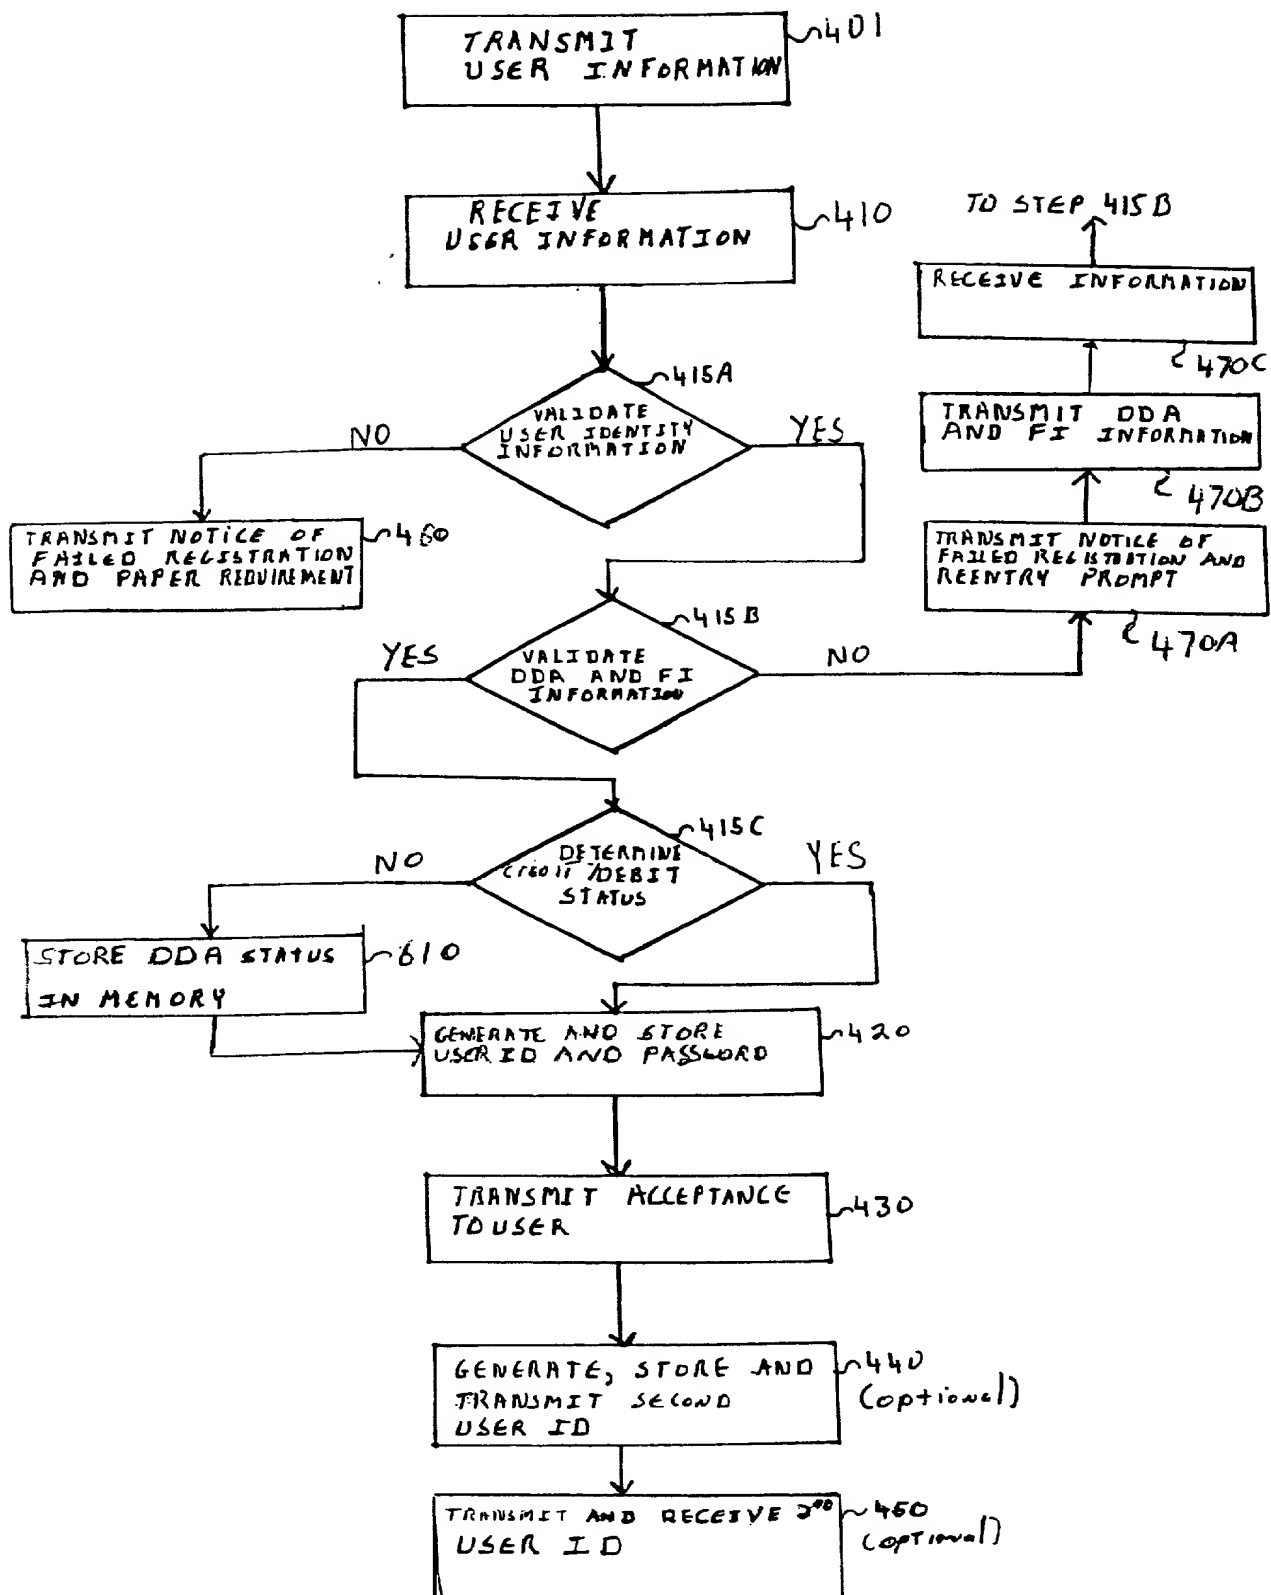 TRANSMIT
USER INFORMATION
401
RECEIVE
USER INFORMATION
410
TO STEP 415B
RECEIVE INFORMATION
470C
415A
VALIDATE
USER IDENTITY
INFORMATION
NO
YES
TRANSMIT DDA
AND FI INFORMATION
470B
TRANSMIT NOTICE OF
FAILED REGISTRATION
AND PAPER REQUIREMENT
460
TRANSMIT NOTICE OF
FAILED REGISTRATION AND
REENTRY PROMPT
470A
415B
VALIDATE
DDA AND FI
INFORMATION
YES
NO
415C
DETERMINE
CREDIT/DEBIT
STATUS
NO
YES
STORE DDA STATUS
IN MEMORY
610
GENERATE AND STORE
USER ID AND PASSWORD
420
TRANSMIT ACCEPTANCE
TO USER
430
GENERATE, STORE AND
TRANSMIT SECOND
USER ID
440
(optional)
TRANSMIT AND RECEIVE 2ND
USER ID
450
(optional)